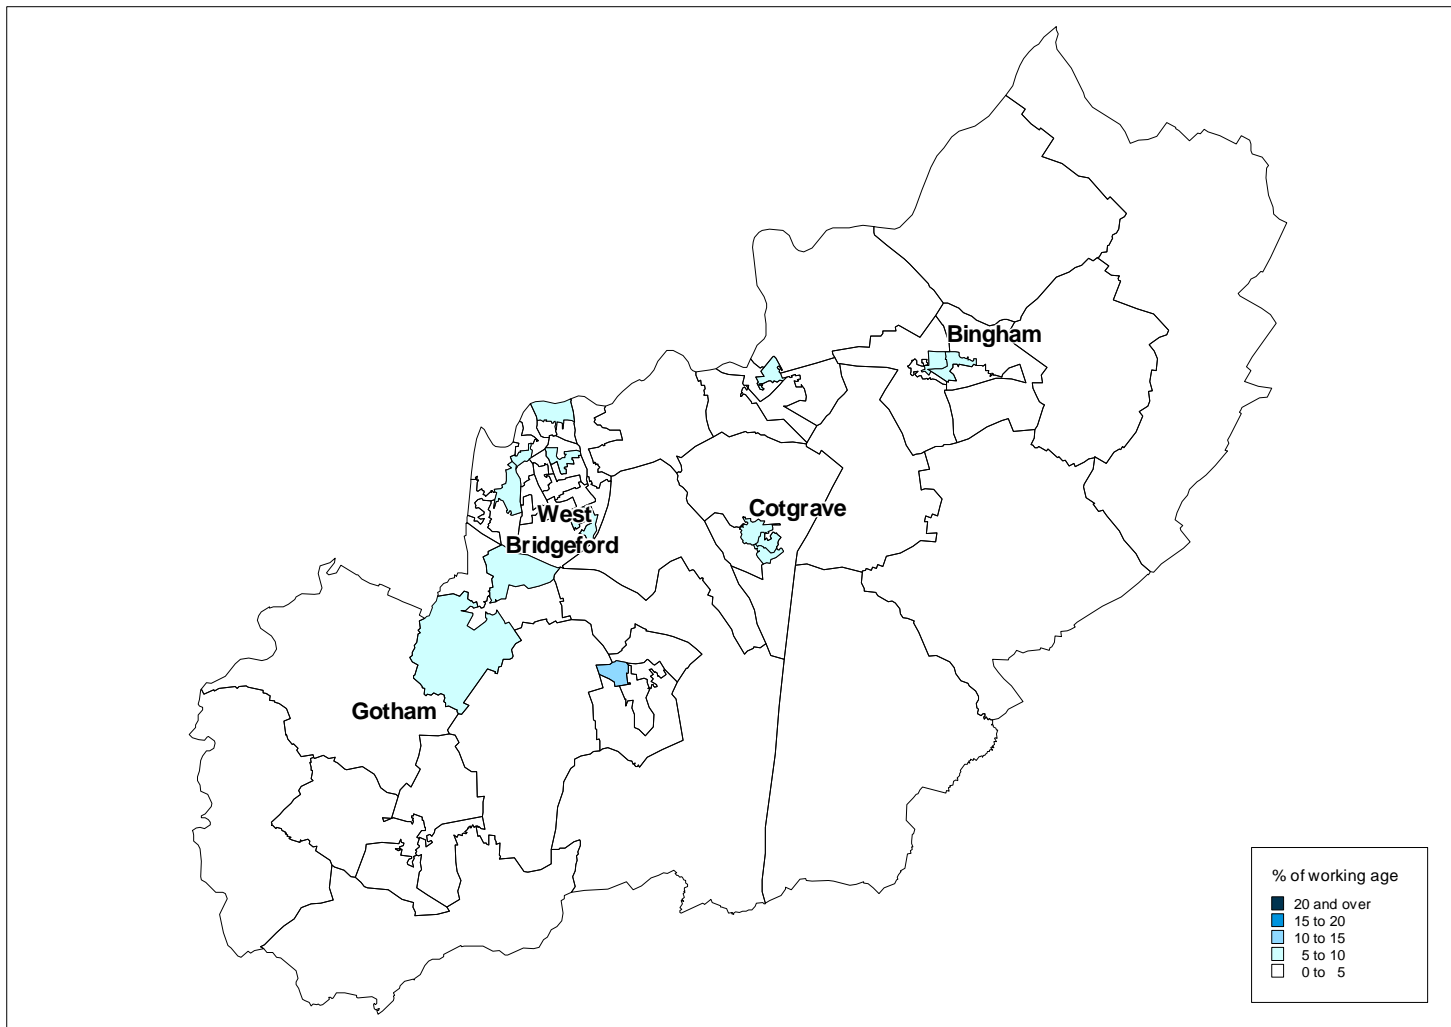 Bingham
Cotgrave
West
Bridgeford
Gotham
% of working age
20 and over
15 to 20
10 to 15
5 to 10
0 to 5